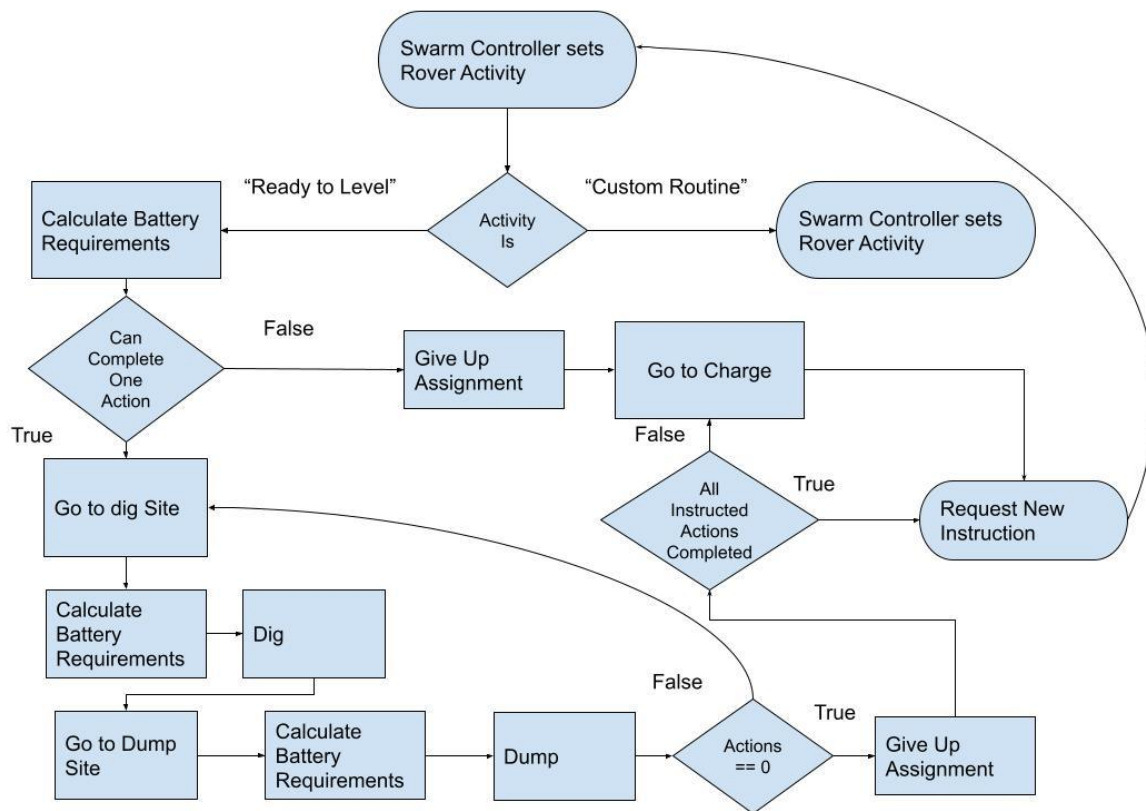 Swarm Controller sets
Rover Activity
“Ready to Level”
“Custom Routine”
Calculate Battery
Requirements
Activity
Is
Swarm Controller sets
Rover Activity
Can
Complete
One
Action
False
Give Up
Assignment
Go to Charge
True
False
Go to dig Site
All
Instructed
Actions
Completed
True
Request New
Instruction
Calculate
Battery
Requirements
Dig
False
True
Go to Dump
Site
Calculate
Battery
Requirements
Dump
Actions
== 0
Give Up
Assignment